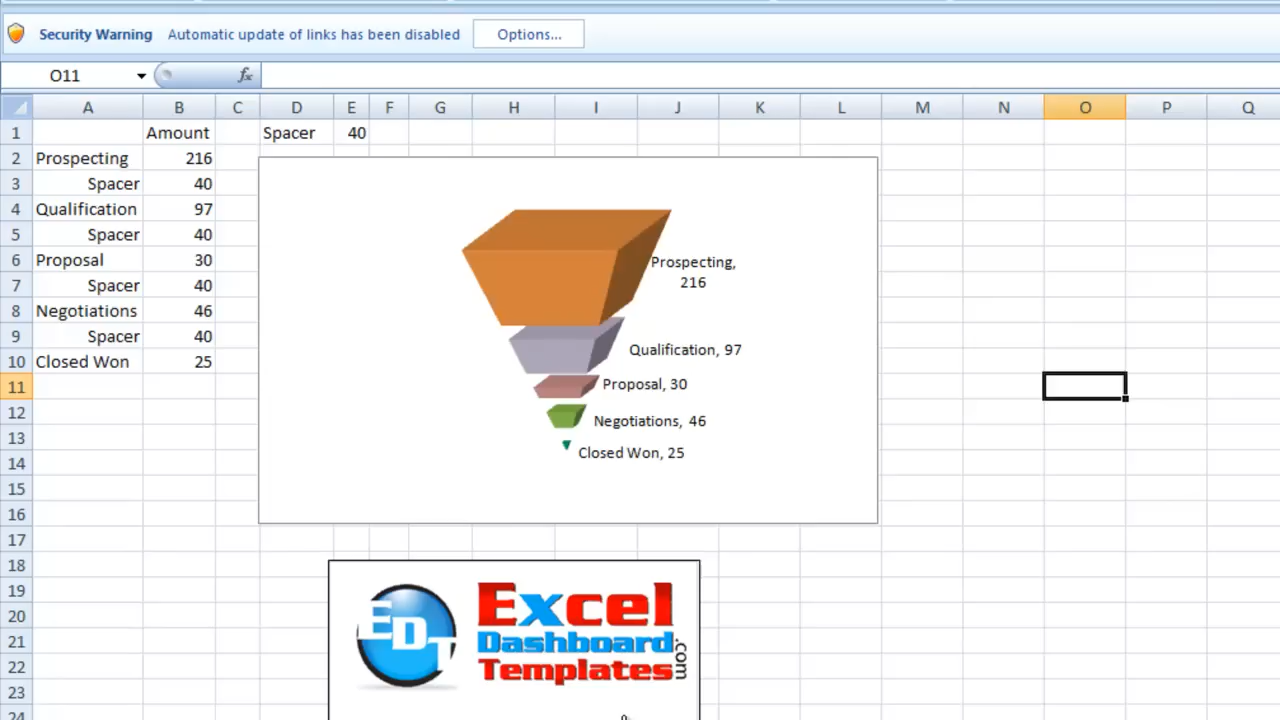 Security Warning Automatic update of links has been disabled Options...
O11 fx
A B C D E F G H I J K L M N O P Q
1 Amount Spacer 40
2 Prospecting 216
3 Spacer 40
4 Qualification 97
5 Spacer 40
6 Proposal 30
7 Spacer 40
8 Negotiations 46
9 Spacer 40
10 Closed Won 25
11
12
13
14
15
16
17
18
19
20
21
22
23
24
Prospecting,
216
Qualification, 97
Proposal, 30
Negotiations, 46
Closed Won, 25
EDT
Excel
Dashboard
Templates
.com